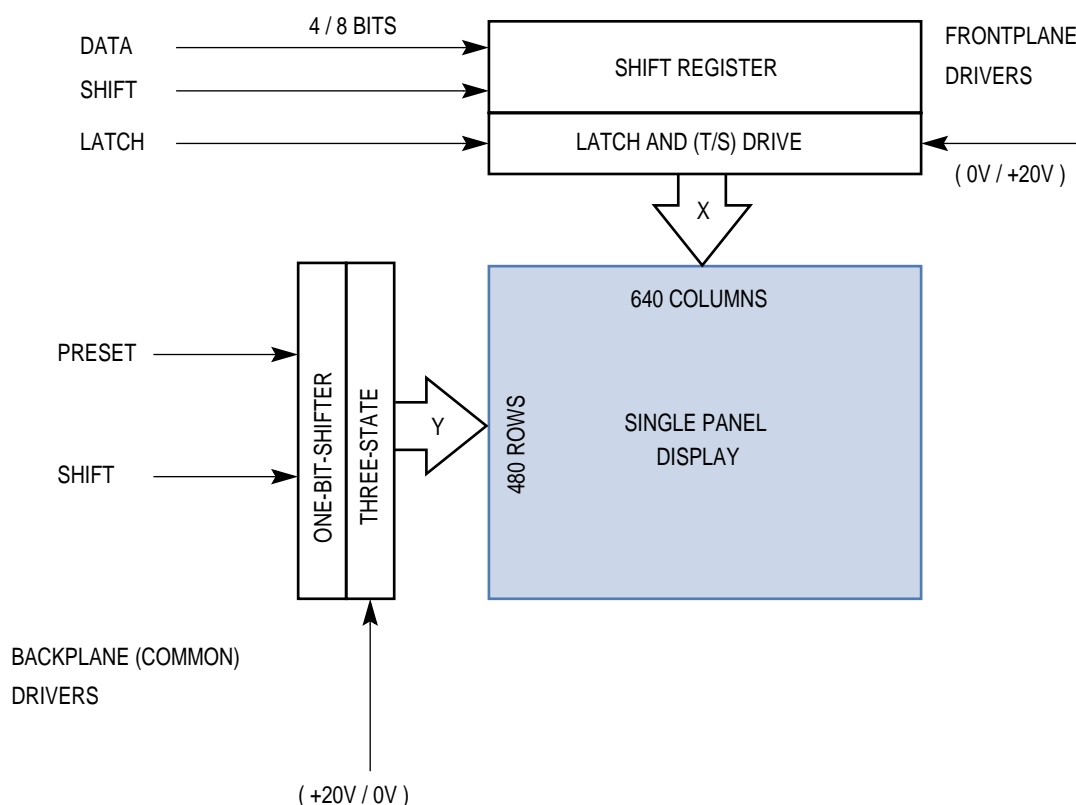 4 / 8 BITS
DATA
SHIFT
LATCH
SHIFT REGISTER
LATCH AND (T/S) DRIVE
FRONTPLANE
DRIVERS
( 0V / +20V )
X
640 COLUMNS
480 ROWS
SINGLE PANEL
DISPLAY
PRESET
SHIFT
ONE-BIT-SHIFTER
THREE-STATE
Y
BACKPLANE (COMMON)
DRIVERS
( +20V / 0V )